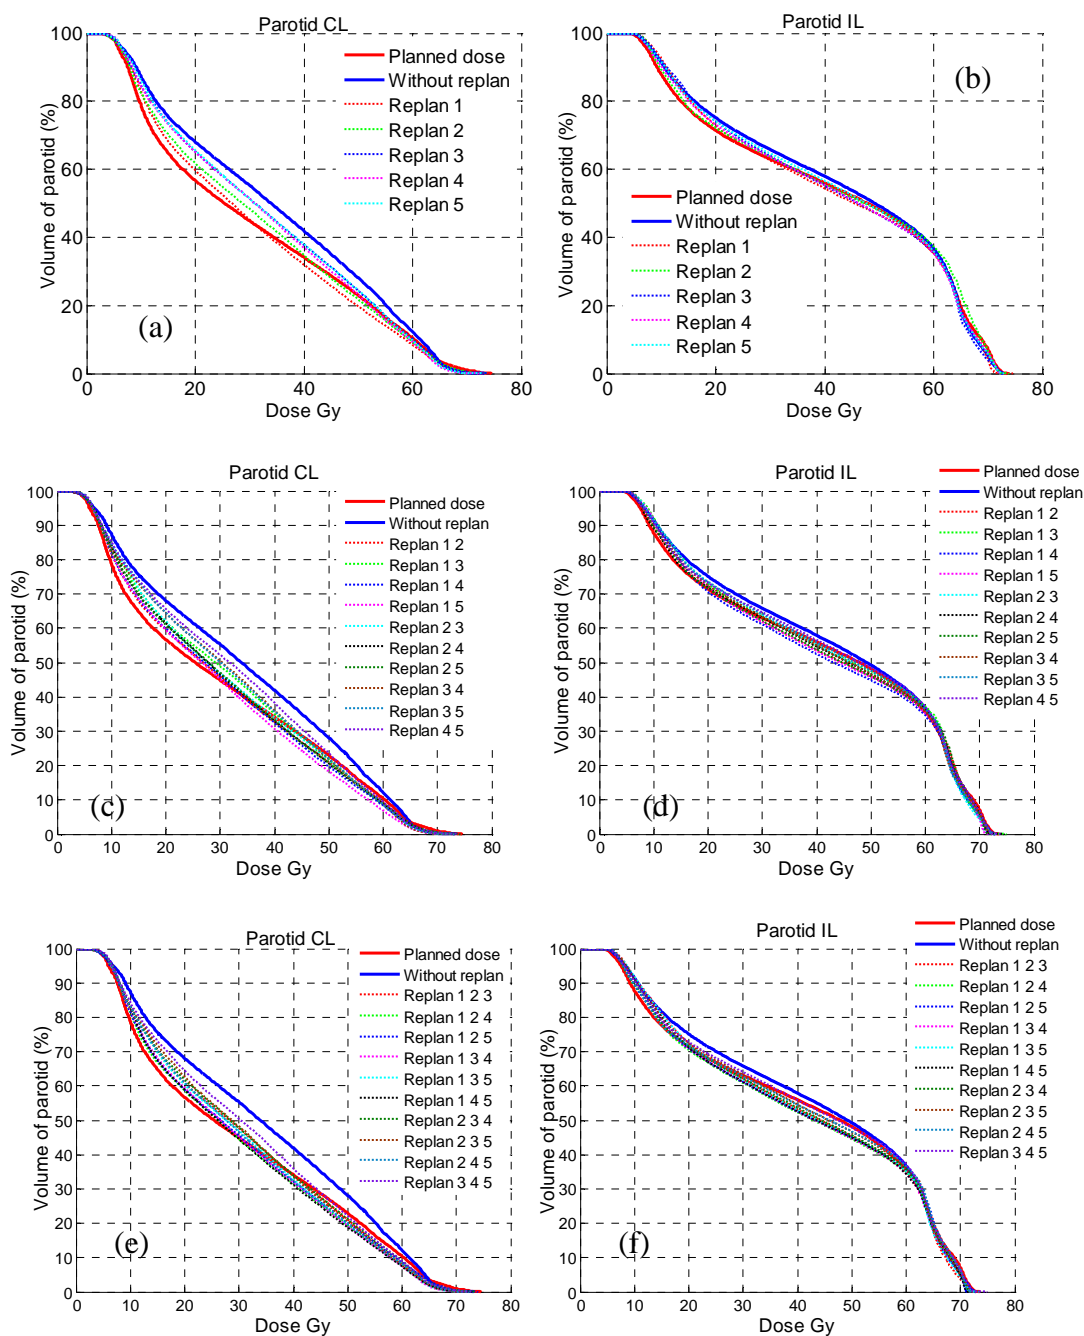 Parotid CL
100
80
60
40
20
0
0 20 40 60 80
Volume of parotid (%)
Dose Gy
Planned dose
Without replan
Replan 1
Replan 2
Replan 3
Replan 4
Replan 5
(a)
Parotid IL
100
80
60
40
20
0
0 20 40 60 80
Volume of parotid (%)
Dose Gy
(b)
Planned dose
Without replan
Replan 1
Replan 2
Replan 3
Replan 4
Replan 5
Parotid CL
100
90
80
70
60
50
40
30
20
10
0
0 10 20 30 40 50 60 70 80
Volume of parotid (%)
Dose Gy
Planned dose
Without replan
Replan 1 2
Replan 1 3
Replan 1 4
Replan 1 5
Replan 2 3
Replan 2 4
Replan 2 5
Replan 3 4
Replan 3 5
Replan 4 5
(c)
Parotid IL
100
90
80
70
60
50
40
30
20
10
0
0 10 20 30 40 50 60 70 80
Volume of parotid (%)
Dose Gy
Planned dose
Without replan
Replan 1 2
Replan 1 3
Replan 1 4
Replan 1 5
Replan 2 3
Replan 2 4
Replan 2 5
Replan 3 4
Replan 3 5
Replan 4 5
(d)
Parotid CL
100
90
80
70
60
50
40
30
20
10
0
0 10 20 30 40 50 60 70 80
Volume of parotid (%)
Dose Gy
Planned dose
Without replan
Replan 1 2 3
Replan 1 2 4
Replan 1 2 5
Replan 1 3 4
Replan 1 3 5
Replan 1 4 5
Replan 2 3 4
Replan 2 3 5
Replan 2 4 5
Replan 3 4 5
(e)
Parotid IL
100
90
80
70
60
50
40
30
20
10
0
0 10 20 30 40 50 60 70 80
Volume of parotid (%)
Dose Gy
Planned dose
Without replan
Replan 1 2 3
Replan 1 2 4
Replan 1 2 5
Replan 1 3 4
Replan 1 3 5
Replan 1 4 5
Replan 2 3 4
Replan 2 3 5
Replan 2 4 5
Replan 3 4 5
(f)